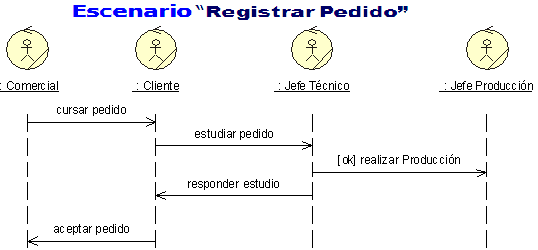 Escenario “Registrar Pedido”
: Comercial
: Cliente
: Jefe Técnico
: Jefe Producción
cursar pedido
estudiar pedido
[ok] realizar Producción
responder estudio
aceptar pedido